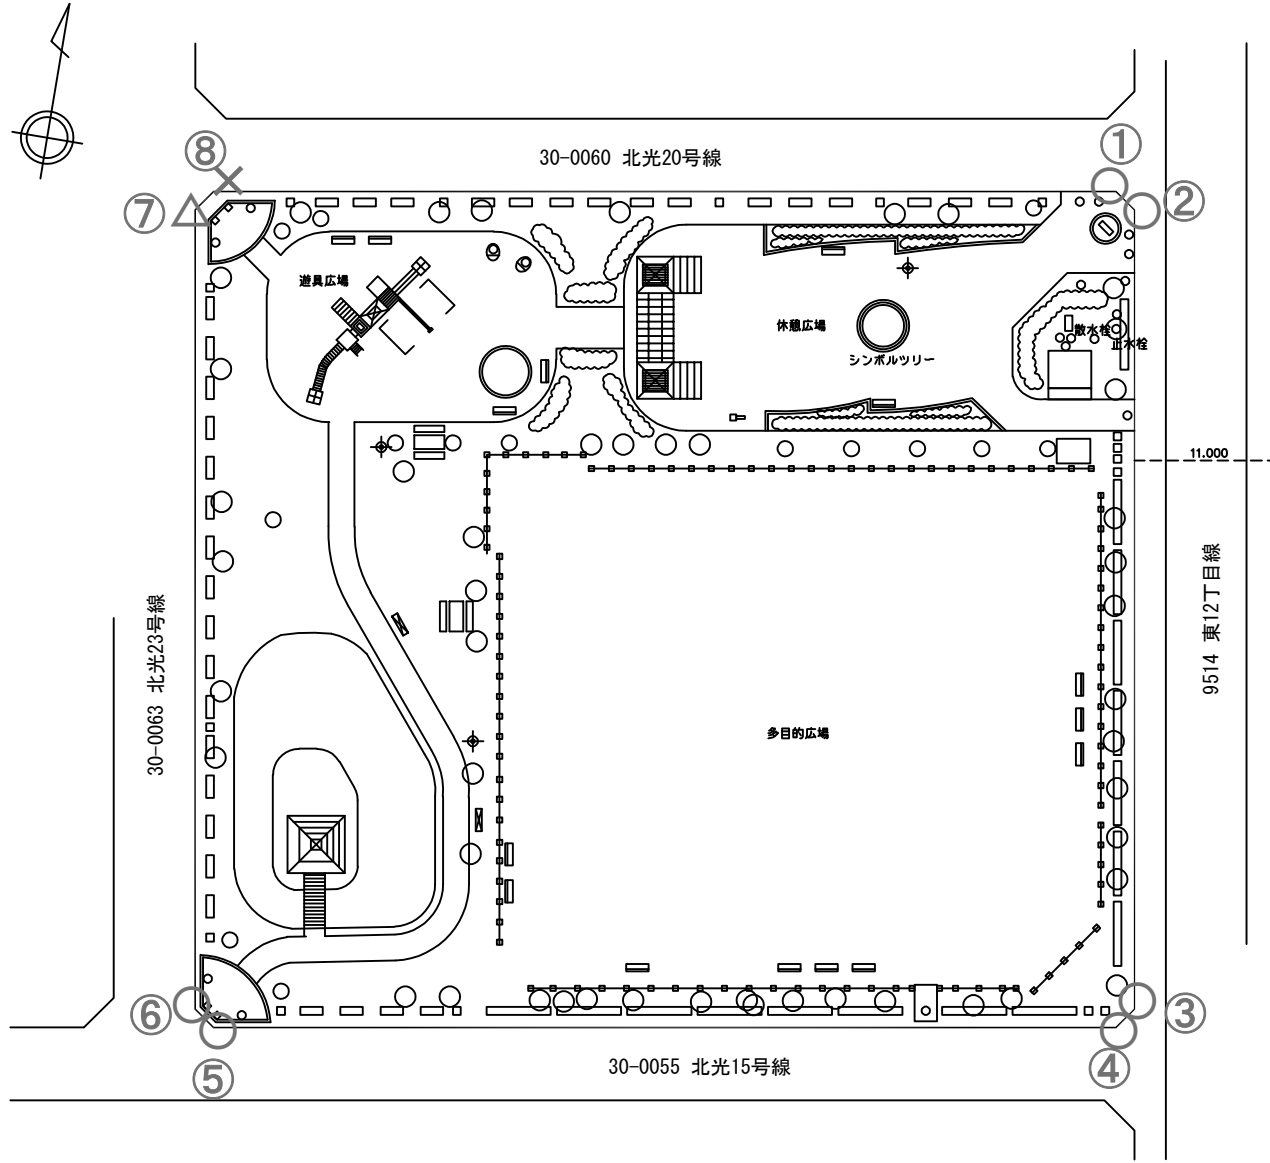 ①
⑧
30-0060 北光20号線
⑦
②
遊具広場
休憩広場
散水栓
止水栓
シンボルツリー
11.000
9514 東12丁目線
30-0063 北光23号線
多目的広場
⑥
③
⑤
30-0055 北光15号線
④